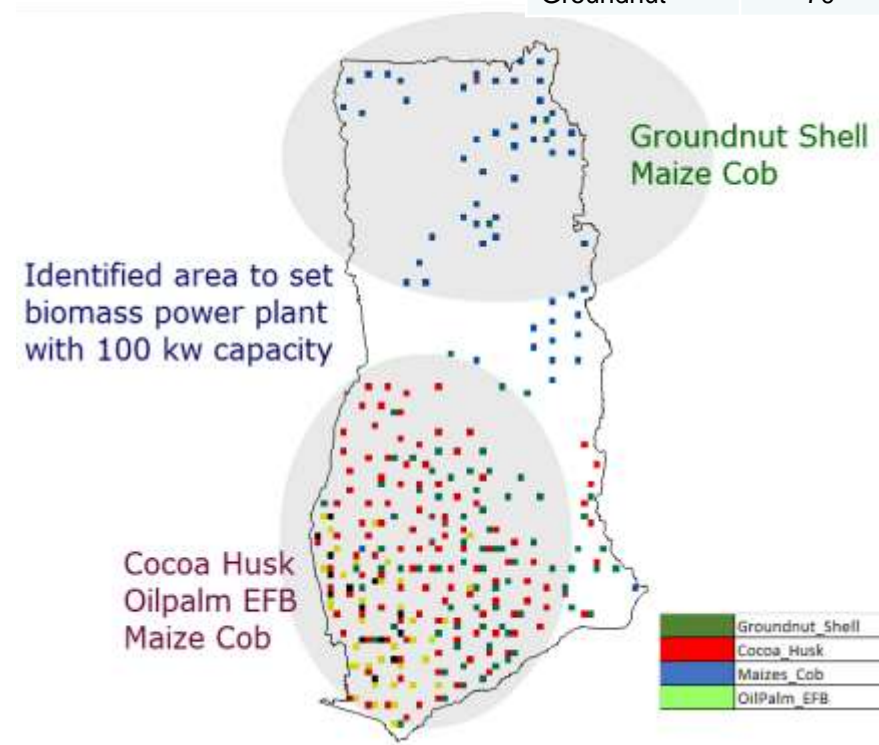 Groundnut Shell
Maize Cob
Identified area to set
biomass power plant
with 100 kw capacity
Cocoa Husk
Oilpalm EFB
Maize Cob
Groundnut_Shell
Cocoa_Husk
Maizes_Cob
OilPalm_EFB